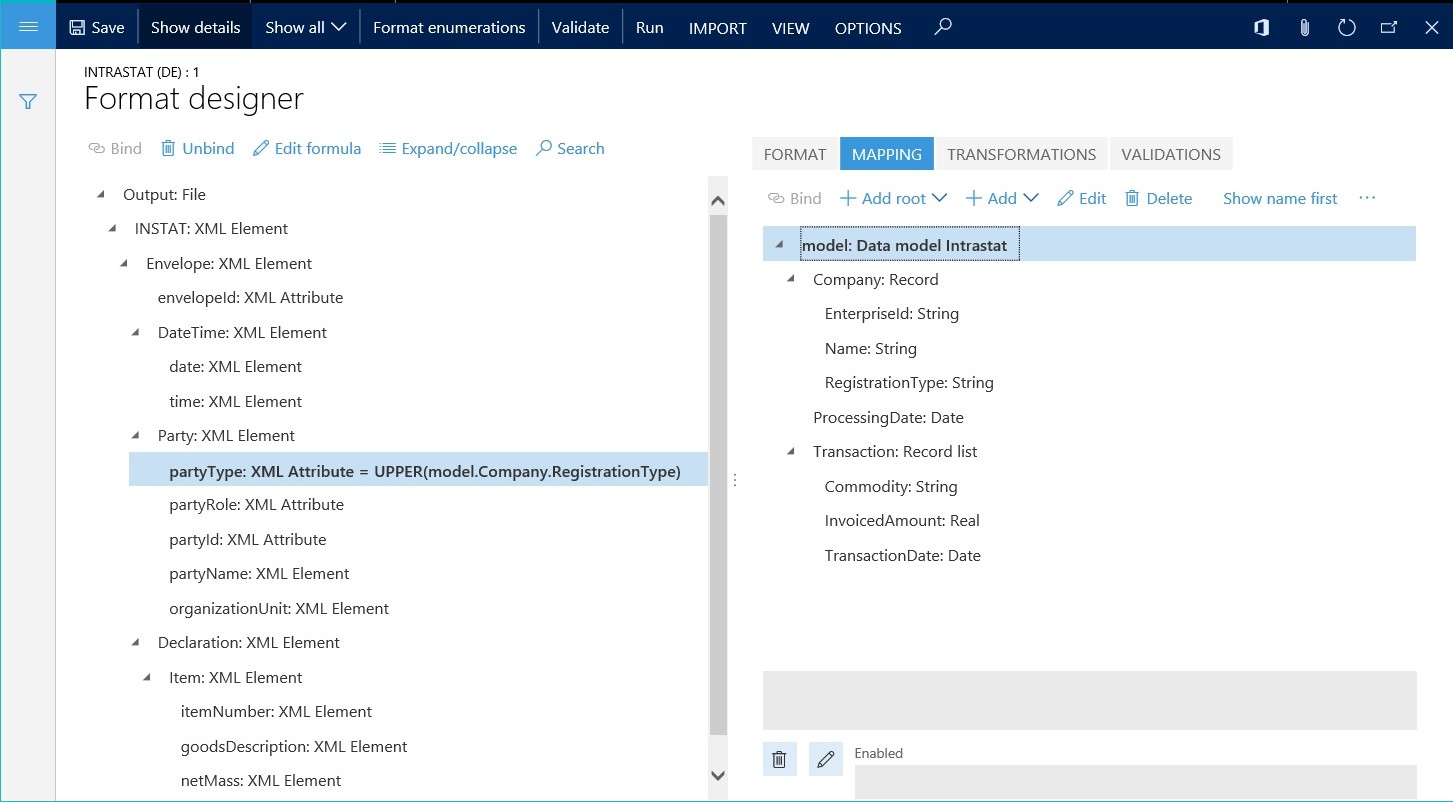 Save Show details Show all Format enumerations Validate Run IMPORT VIEW OPTIONS
INTRASTAT (DE) : 1
Format designer
Bind Unbind Edit formula Expand/collapse Search
Output: File
INSTAT: XML Element
Envelope: XML Element
envelopeId: XML Attribute
DateTime: XML Element
date: XML Element
time: XML Element
Party: XML Element
partyType: XML Attribute = UPPER(model.Company.RegistrationType)
partyRole: XML Attribute
partyId: XML Attribute
partyName: XML Element
organizationUnit: XML Element
Declaration: XML Element
Item: XML Element
itemNumber: XML Element
goodsDescription: XML Element
netMass: XML Element
FORMAT MAPPING TRANSFORMATIONS VALIDATIONS
Bind Add root Add Edit Delete Show name first ···
model: Data model Intrastat
Company: Record
EnterpriseId: String
Name: String
RegistrationType: String
ProcessingDate: Date
Transaction: Record list
Commodity: String
InvoicedAmount: Real
TransactionDate: Date
Enabled